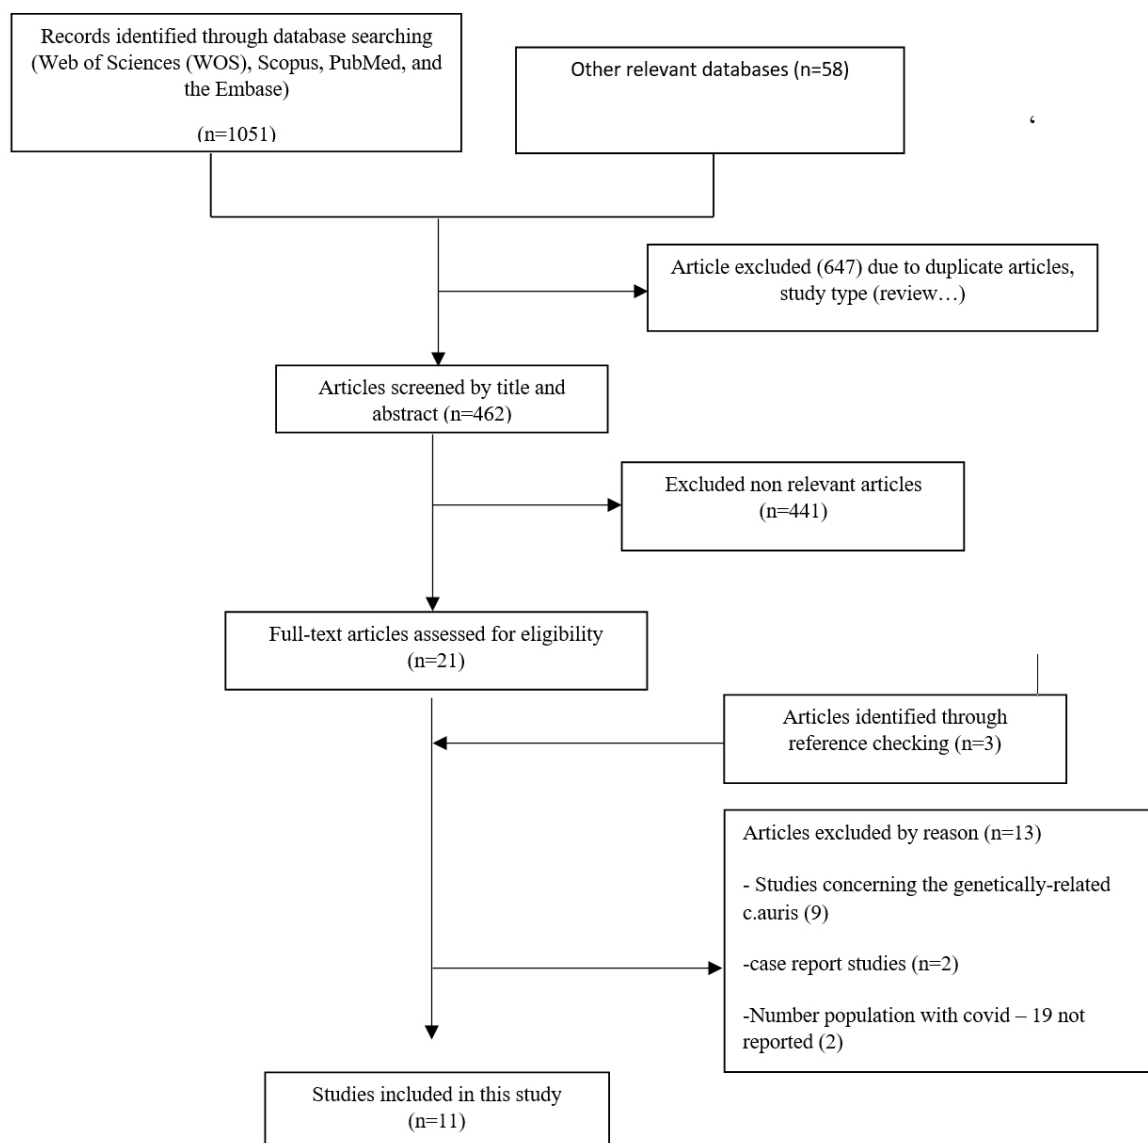 Records identified through database searching
(Web of Sciences (WOS), Scopus, PubMed, and
the Embase)
(n=1051)
Other relevant databases (n=58)
‘
Article excluded (647) due to duplicate articles,
study type (review…)
Articles screened by title and
abstract (n=462)
Excluded non relevant articles
(n=441)
Full-text articles assessed for eligibility
(n=21)
Articles identified through
reference checking (n=3)
Articles excluded by reason (n=13)
- Studies concerning the genetically-related
c.auris (9)
-case report studies (n=2)
-Number population with covid – 19 not
reported (2)
Studies included in this study
(n=11)